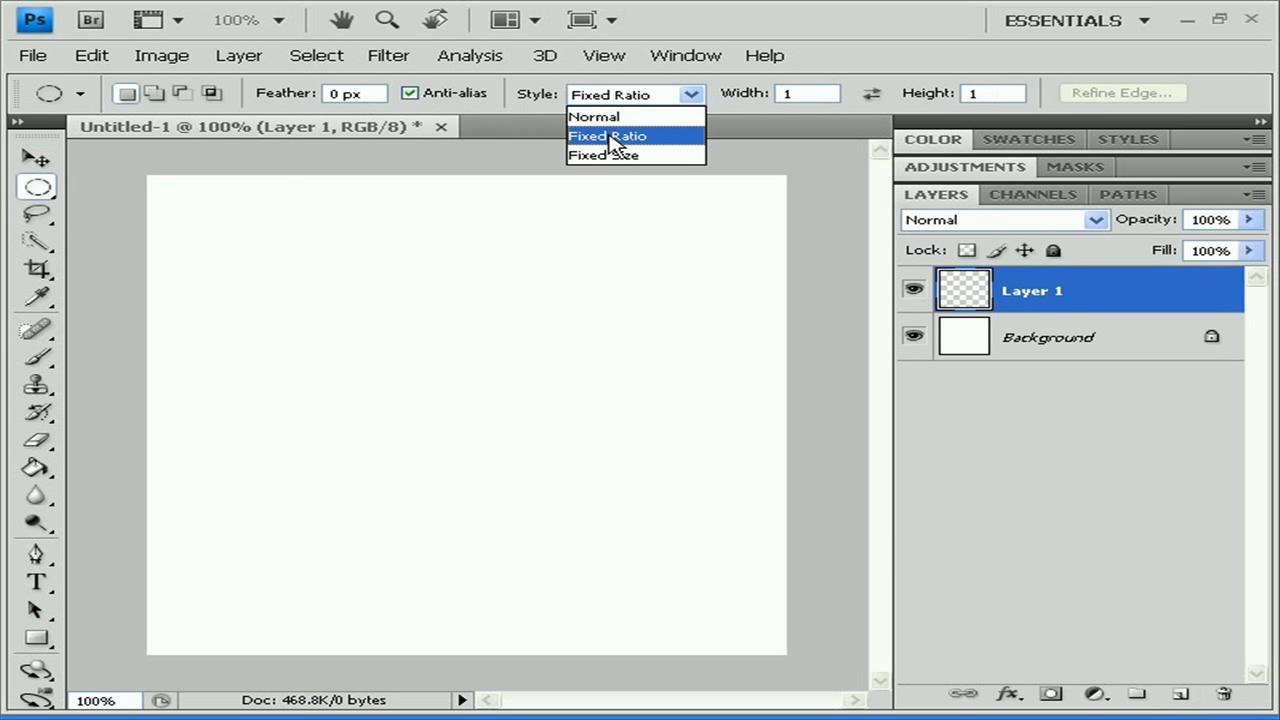 Ps Br 100% ESSENTIALS
File Edit Image Layer Select Filter Analysis 3D View Window Help
Feather: 0 px Anti-alias Style: Fixed Ratio Width: 1 Height: 1 Refine Edge...
Normal
Fixed Ratio
Fixed Size
Untitled-1 @ 100% (Layer 1, RGB/8) *
COLOR SWATCHES STYLES
ADJUSTMENTS MASKS
LAYERS CHANNELS PATHS
Normal Opacity: 100%
Lock: Fill: 100%
Layer 1
Background
T
fx
100% Doc: 468.8K/0 bytes